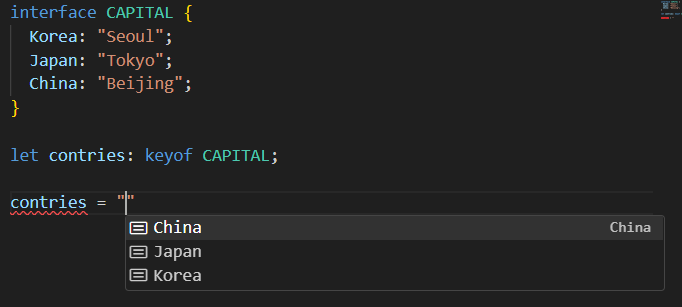 interface CAPITAL {
  Korea: "Seoul";
  Japan: "Tokyo";
  China: "Beijing";
}
let contries: keyof CAPITAL;
contries = ""
China China
Japan
Korea